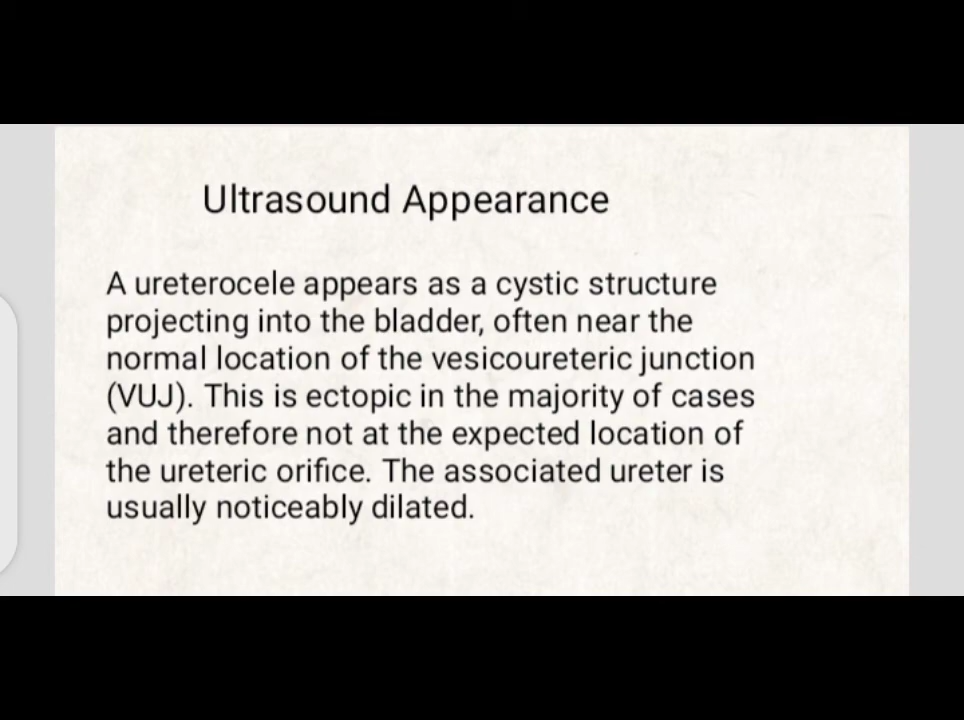 Ultrasound Appearance
A ureterocele appears as a cystic structure
projecting into the bladder, often near the
normal location of the vesicoureteric junction
(VUJ). This is ectopic in the majority of cases
and therefore not at the expected location of
the ureteric orifice. The associated ureter is
usually noticeably dilated.